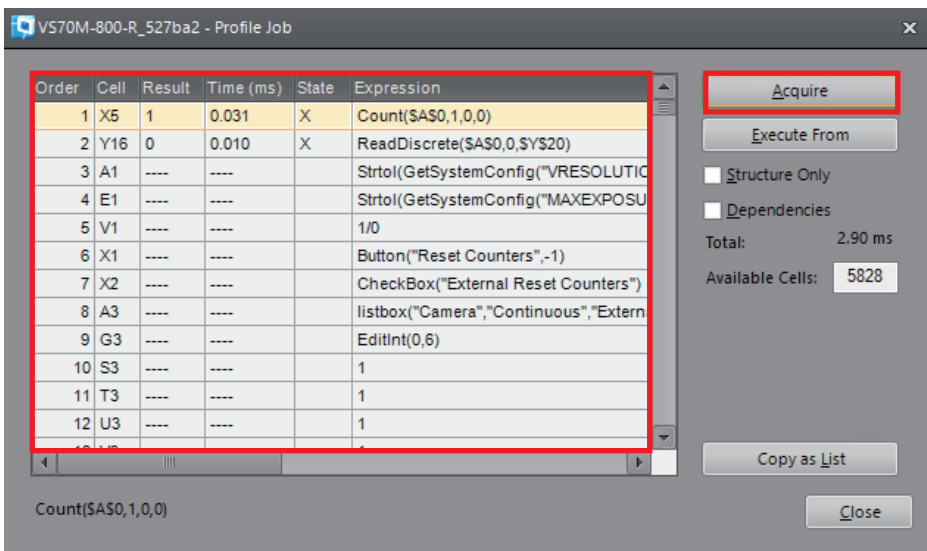 VS70M-800-R_527ba2 - Profile Job
Order Cell Result Time (ms) State Expression
1 X5 1 0.031 X Count($A$0,1,0,0)
2 Y16 0 0.010 X ReadDiscrete($A$0,0,$Y$20)
3 A1 ---- ---- Strtol(GetSystemConfig("VRESOLUTIO
4 E1 ---- ---- Strtol(GetSystemConfig("MAXEXPOSU
5 V1 ---- ---- 1/0
6 X1 ---- ---- Button("Reset Counters",-1)
7 X2 ---- ---- CheckBox("External Reset Counters")
8 A3 ---- ---- listbox("Camera","Continuous","Extern
9 G3 ---- ---- EditInt(0,6)
10 S3 ---- ---- 1
11 T3 ---- ---- 1
12 U3 ---- ---- 1
Acquire
Execute From
Structure Only
Dependencies
Total: 2.90 ms
Available Cells: 5828
Copy as List
Count($A$0,1,0,0)
Close